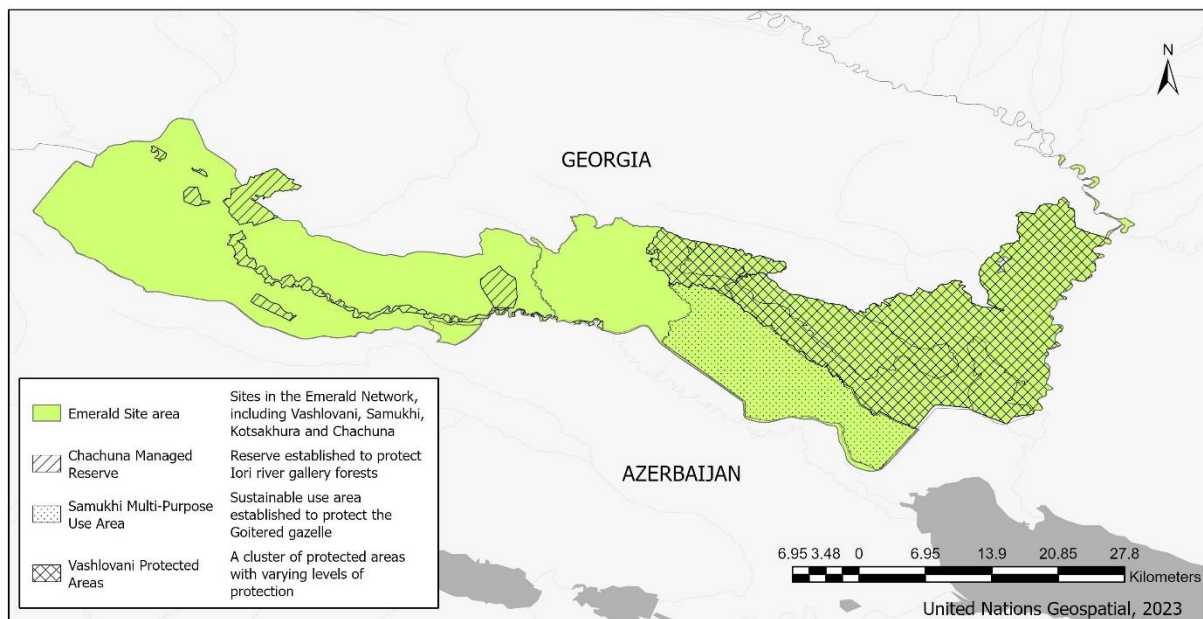 N
GEORGIA
AZERBAIJAN
Emerald Site area
Sites in the Emerald Network,
including Vashlovani, Samukhi,
Kotsakhura and Chachuna
Chachuna Managed
Reserve
Reserve established to protect
Iori river gallery forests
Samukhi Multi-Purpose
Use Area
Sustainable use area
established to protect the
Goitered gazelle
Vashlovani Protected
Areas
A cluster of protected areas
with varying levels of
protection
6.95 3.48 0 6.95 13.9 20.85 27.8
Kilometers
United Nations Geospatial, 2023